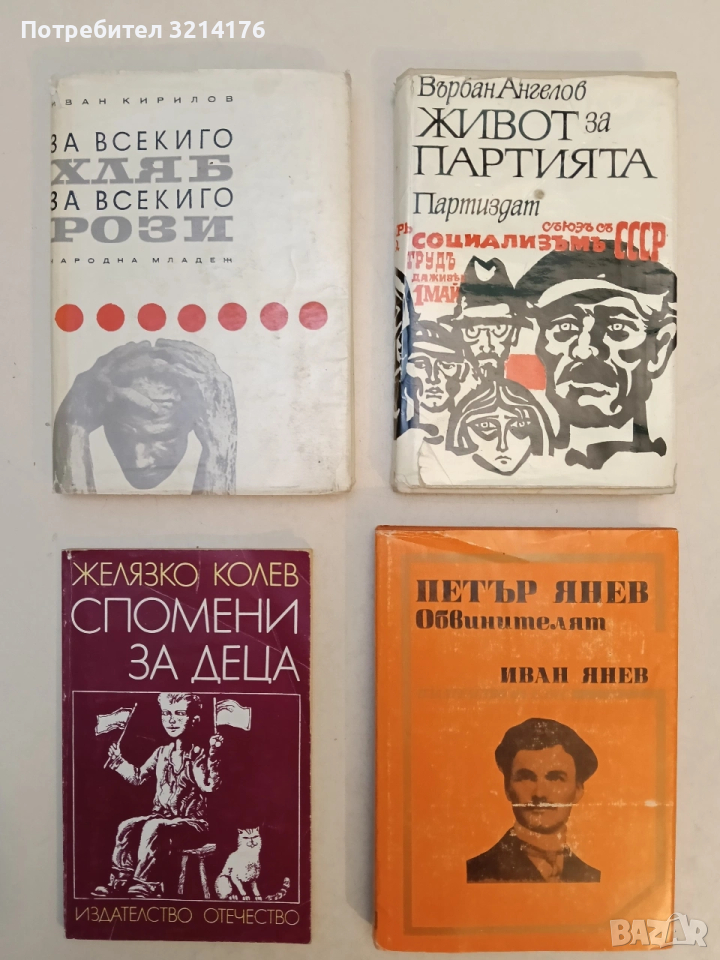 Потребител 3214176
ИВАН КИРИЛОВ
ЗА ВСЕКИГО
ХЛЯБ
ЗА ВСЕКИГО
РОЗИ
НАРОДНА МЛАДЕЖ
Върбан Ангелов
ЖИВОТ за
ПАРТИЯТА
Партиздат
СЪЮЗЪ СЪ
СОЦИАЛИЗЪМЪ СССР
ТРУДЪ
ДА ЖИВѢЙ
1 МАЙ
ЖЕЛЯЗКО КОЛЕВ
СПОМЕНИ
ЗА ДЕЦА
ИЗДАТЕЛСТВО ОТЕЧЕСТВО
ПЕТЪР ЯНЕВ
Обвинителят
ИВАН ЯНЕВ
BAZAR